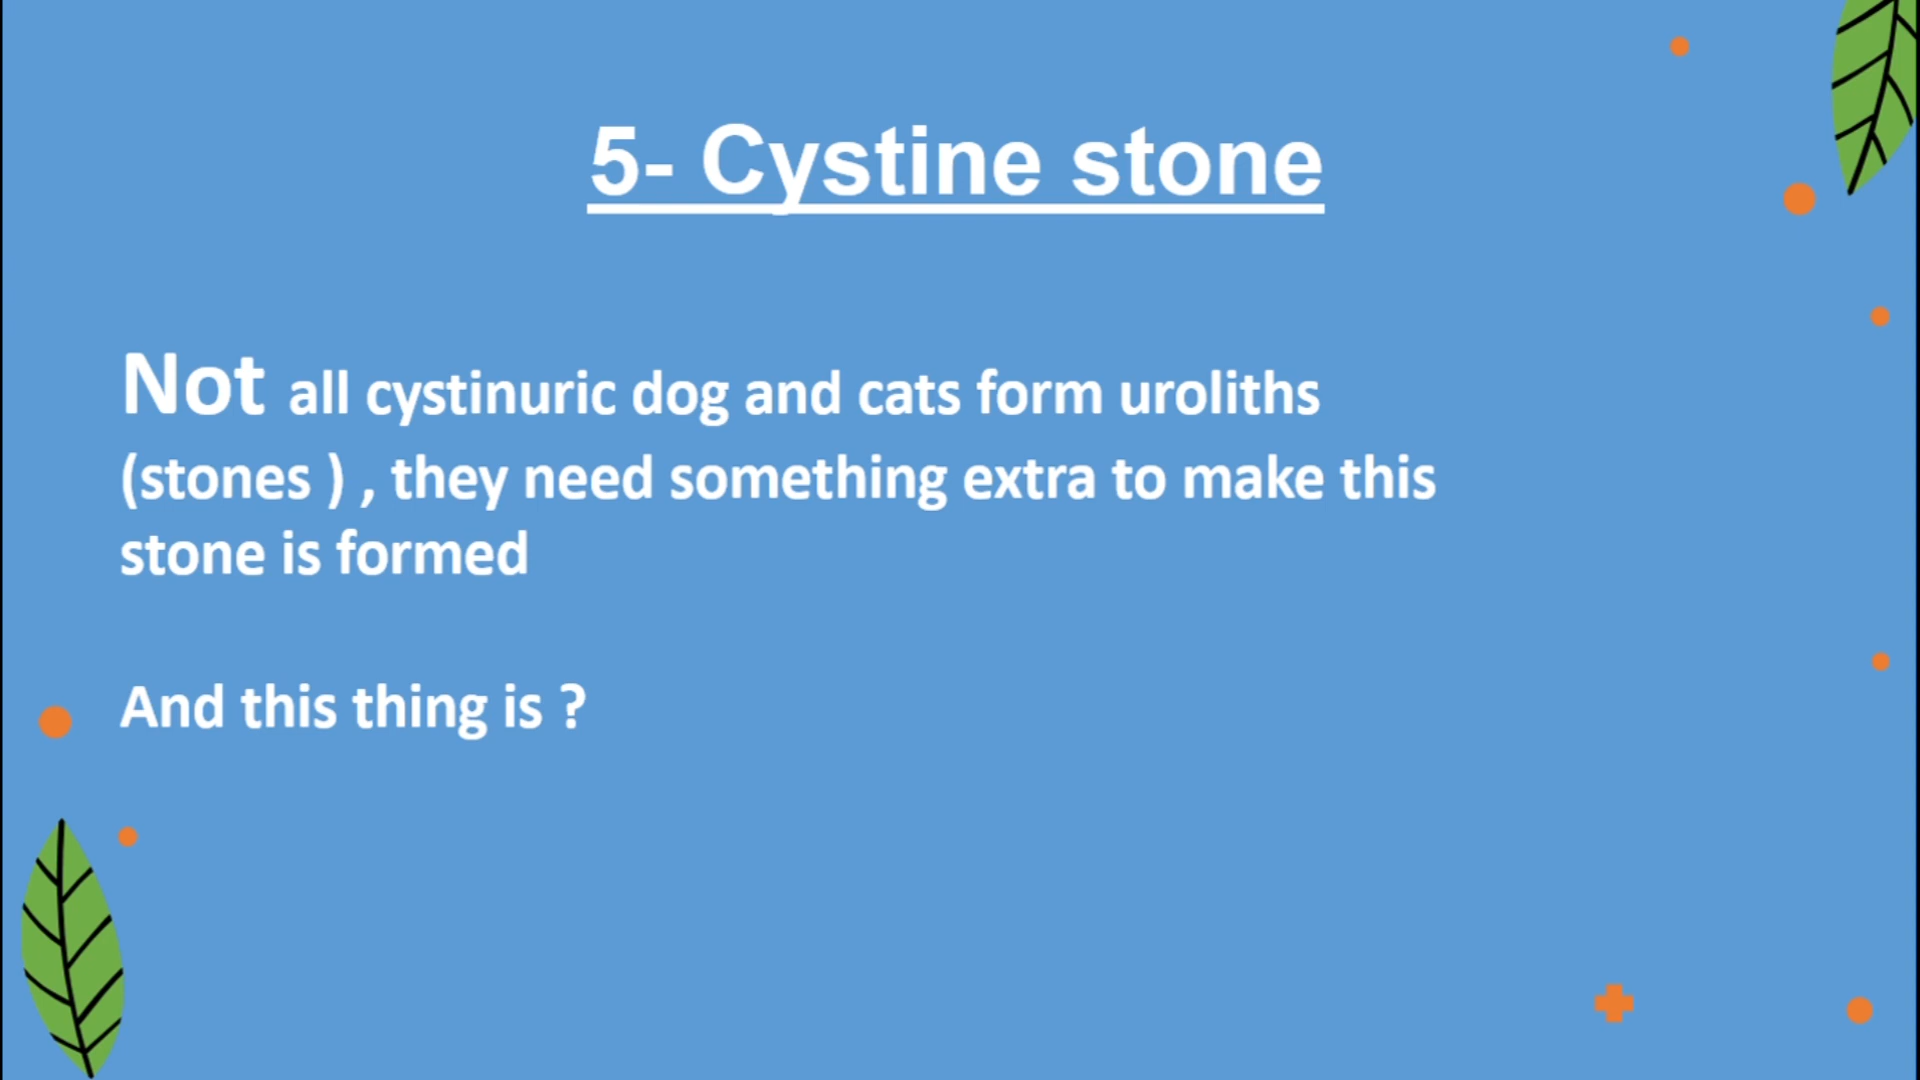 5- Cystine stone
Not all cystinuric dog and cats form uroliths
(stones ) , they need something extra to make this
stone is formed
And this thing is ?